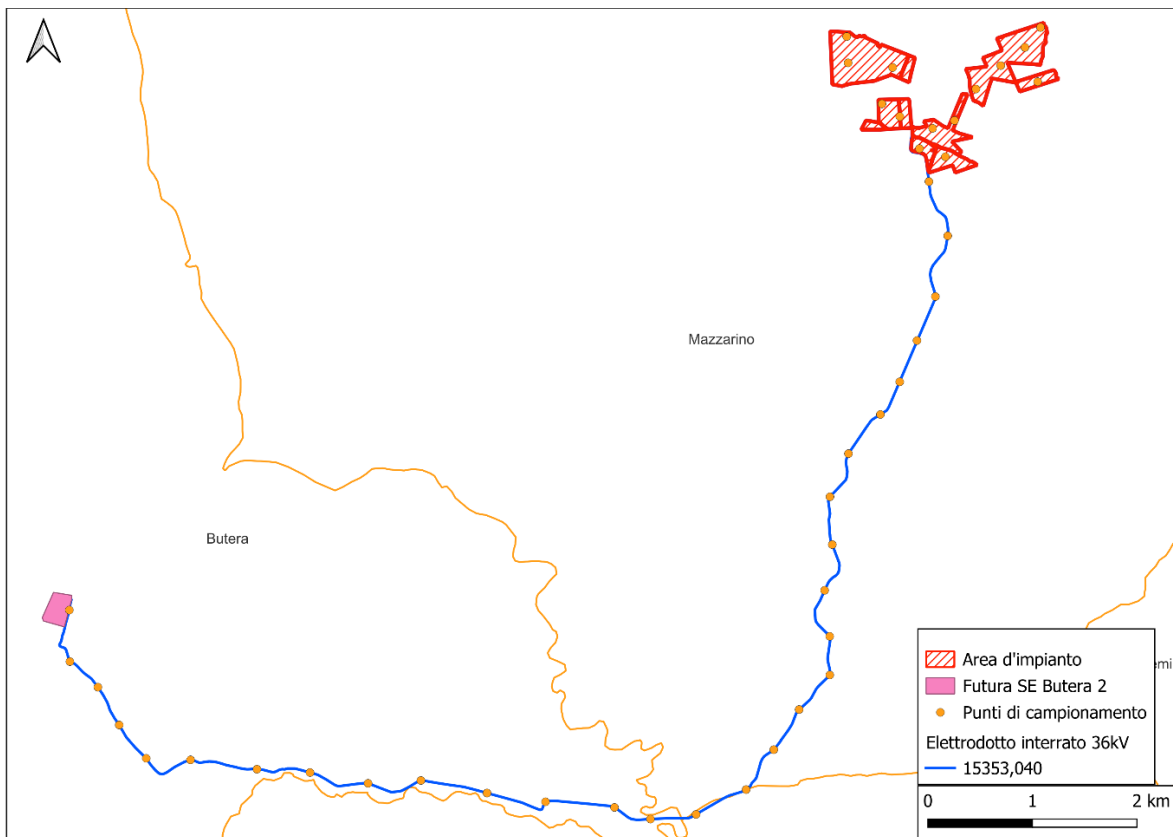 Mazzarino
Butera
emi
Area d'impianto
Futura SE Butera 2
Punti di campionamento
Elettrodotto interrato 36kV
15353,040
0 1 2 km